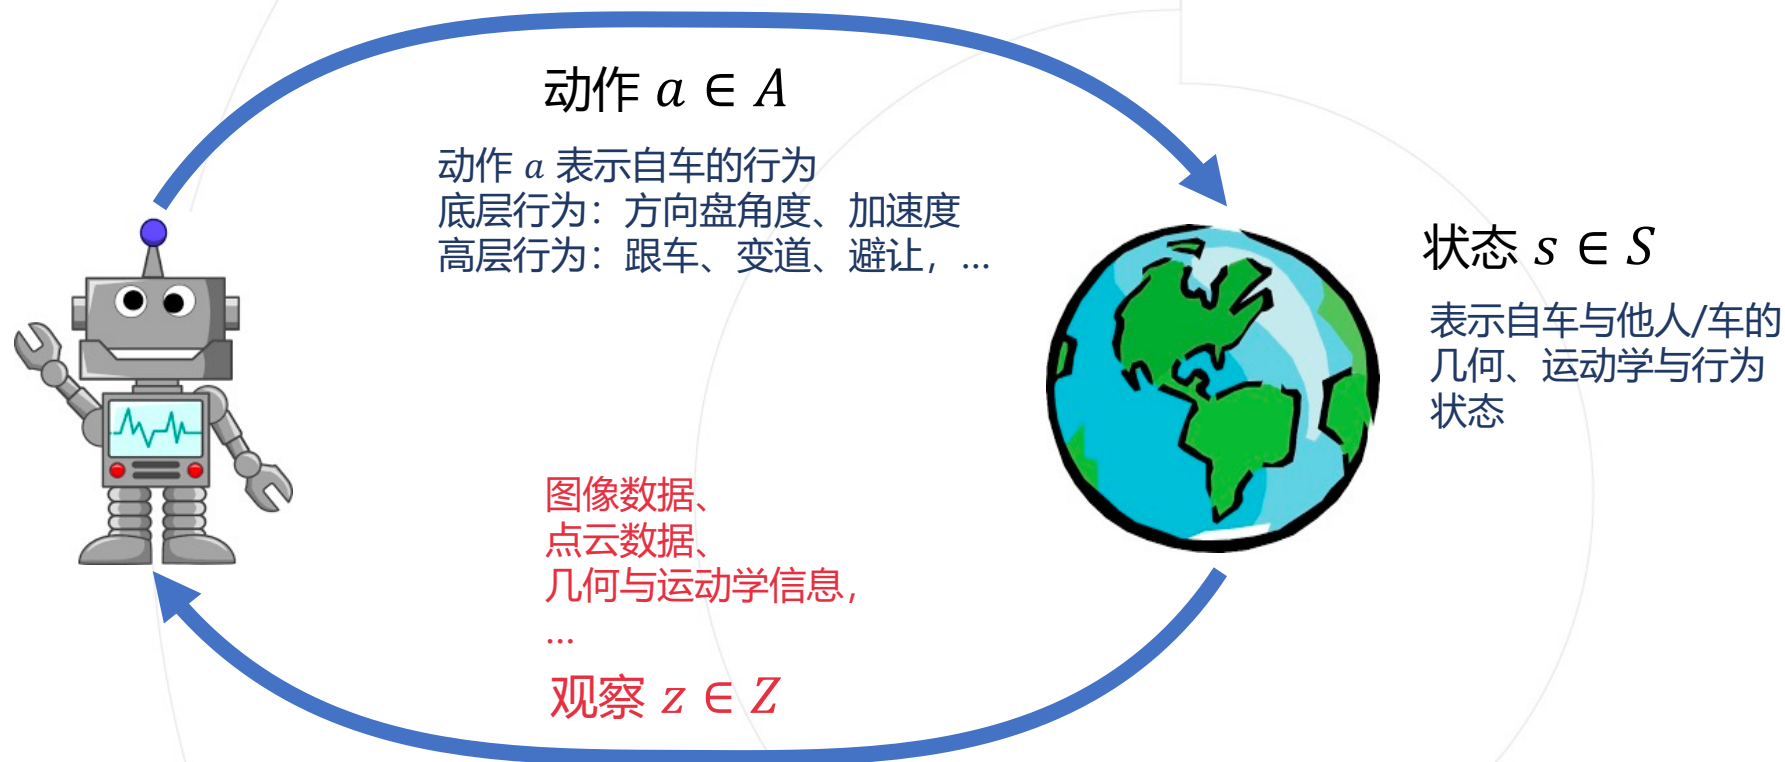 动作 a ∈ A
动作 a 表示自车的行为
底层行为：方向盘角度、加速度
高层行为：跟车、变道、避让，...
状态 s ∈ S
表示自车与他人/车的
几何、运动学与行为
状态
图像数据、
点云数据、
几何与运动学信息，
...
观察 z ∈ Z